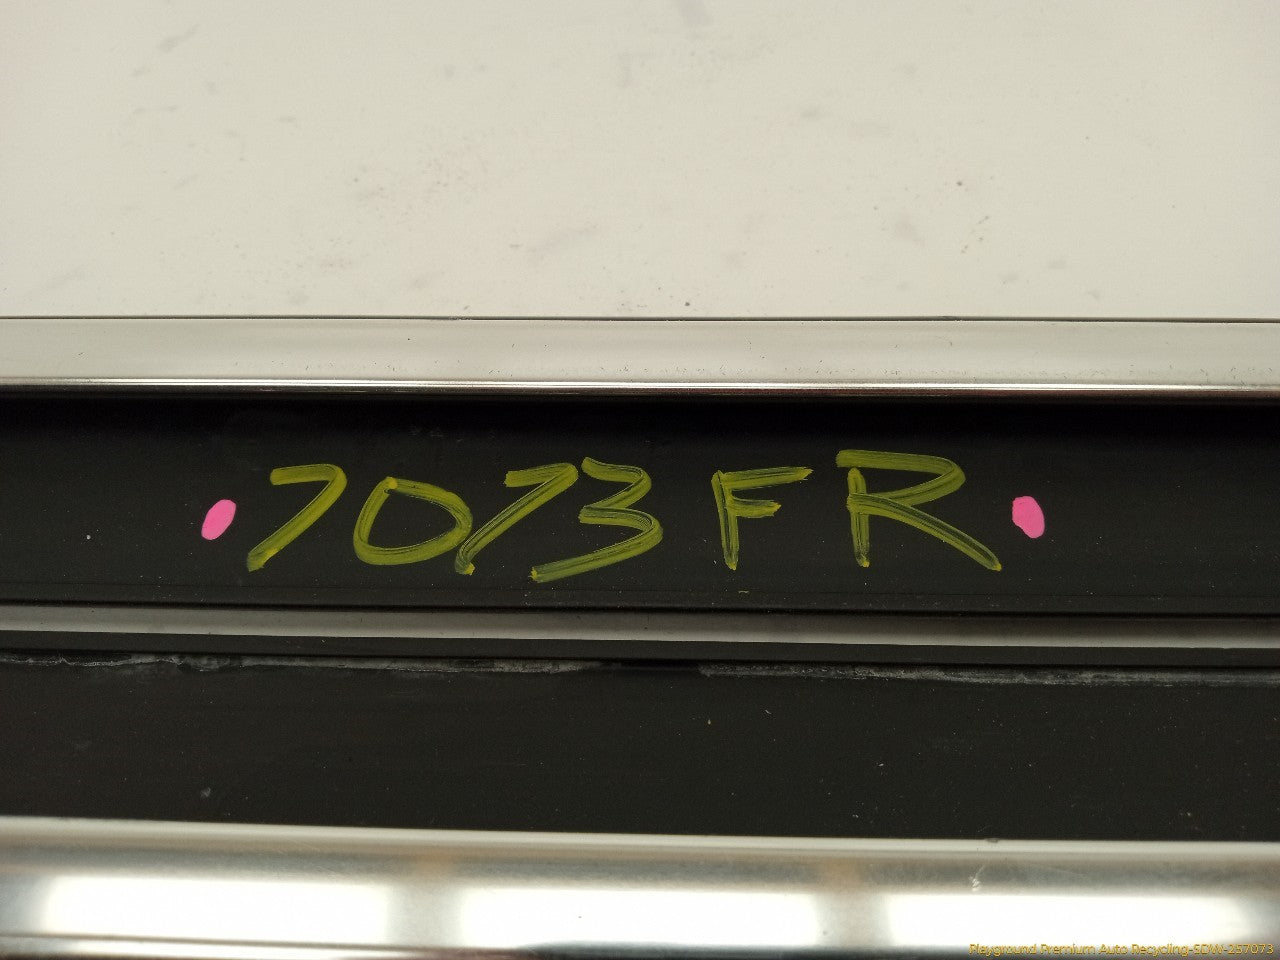 7073 FR
Playground Premium Auto Recycling-SDW-257073